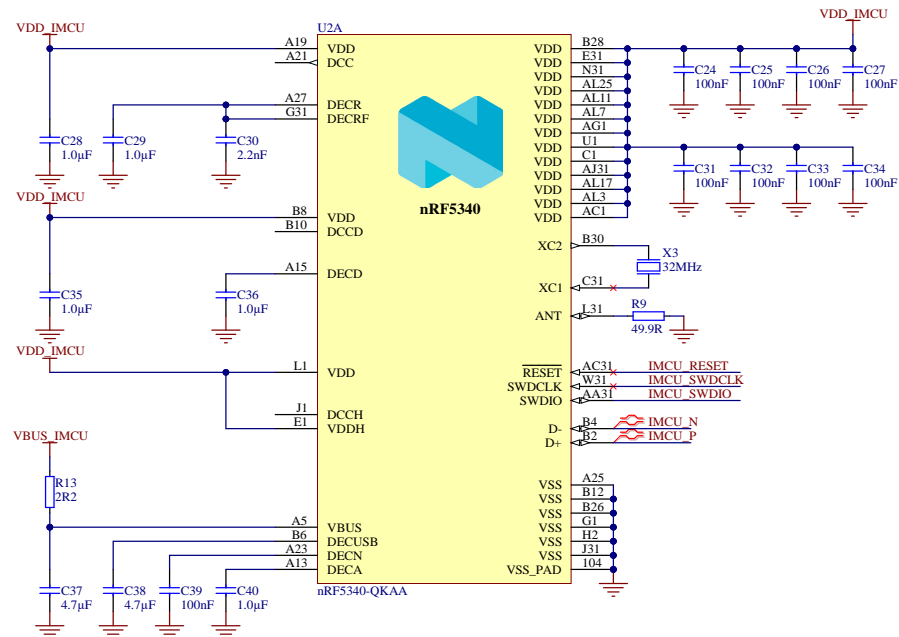 VDD_IMCU
U2A
VDD_IMCU
A19 VDD
A21 DCC
A27 DECR
G31 DECRF
C28 1.0µF
C29 1.0µF
C30 2.2nF
VDD_IMCU
B8 VDD
B10 DCCD
A15 DECD
C35 1.0µF
C36 1.0µF
VDD_IMCU
L1 VDD
J1 DCCH
E1 VDDH
VBUS_IMCU
R13 2R2
A5 VBUS
B6 DECUSB
A23 DECN
A13 DECA
C37 4.7µF
C38 4.7µF
C39 100nF
C40 1.0µF
nRF5340
nRF5340-QKAA
VDD B28
VDD E31
VDD N31
VDD AL25
VDD AL11
VDD AL7
VDD AG1
VDD U1
VDD C1
VDD AJ31
VDD AL17
VDD AL3
VDD AC1
C24 100nF
C25 100nF
C26 100nF
C27 100nF
C31 100nF
C32 100nF
C33 100nF
C34 100nF
XC2 B30
X3
32MHz
XC1 C31
ANT L31
R9
49.9R
RESET AC31 IMCU_RESET
SWDCLK W31 IMCU_SWDCLK
SWDIO AA31 IMCU_SWDIO
D- B4 IMCU_N
D+ B2 IMCU_P
VSS A25
VSS B12
VSS B26
VSS G1
VSS H2
VSS J31
VSS_PAD 104